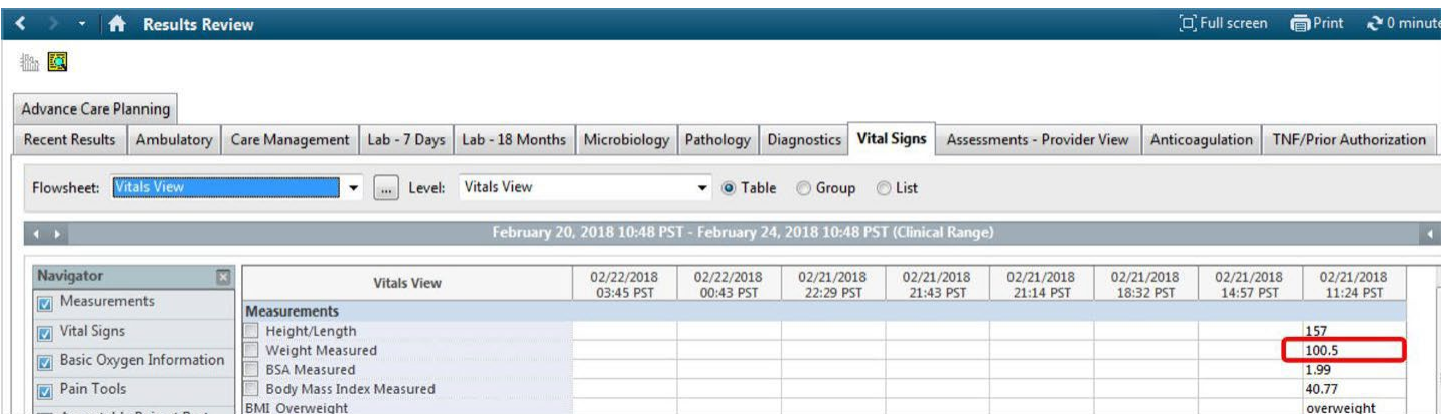 Results Review Full screen Print 0 minute
Advance Care Planning
Recent Results Ambulatory Care Management Lab - 7 Days Lab - 18 Months Microbiology Pathology Diagnostics Vital Signs Assessments - Provider View Anticoagulation TNF/Prior Authorization
Flowsheet: Vitals View ... Level: Vitals View Table Group List
February 20, 2018 10:48 PST - February 24, 2018 10:48 PST (Clinical Range)
Navigator
Measurements
Vital Signs
Basic Oxygen Information
Pain Tools
Vitals View 02/22/2018 02/22/2018 02/21/2018 02/21/2018 02/21/2018 02/21/2018 02/21/2018 02/21/2018
03:45 PST 00:43 PST 22:29 PST 21:43 PST 21:14 PST 18:32 PST 14:57 PST 11:24 PST
Measurements
Height/Length 157
Weight Measured 100.5
BSA Measured 1.99
Body Mass Index Measured 40.77
BMI Overweight overweight